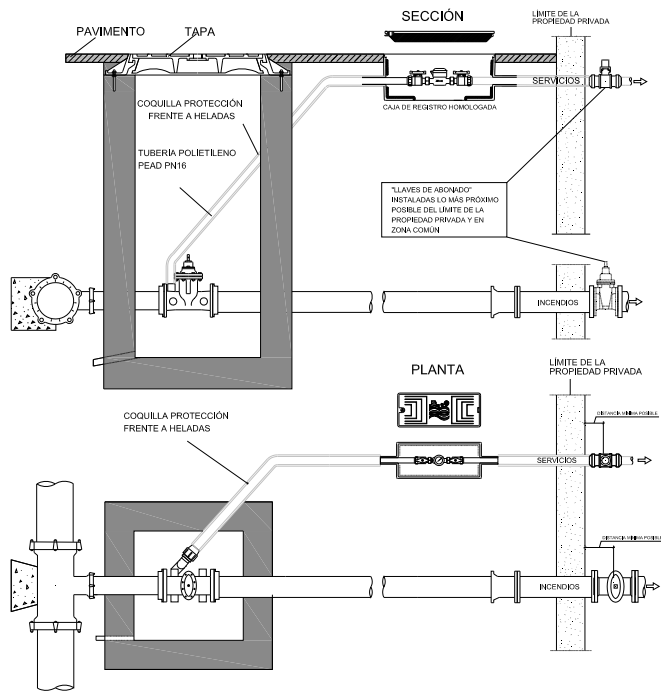 SECCIÓN
LÍMITE DE LA
PROPIEDAD PRIVADA
PAVIMENTO
TAPA
SERVICIOS
COQUILLA PROTECCIÓN
FRENTE A HELADAS
CAJA DE REGISTRO HOMOLOGADA
TUBERÍA POLIETÍLENO
PEAD PN16
"LLAVES DE ABONADO"
INSTALADAS LO MÁS PRÓXIMO
POSIBLE DEL LÍMITE DE LA
PROPIEDAD PRIVADA Y EN
ZONA COMÚN
INCENDIOS
PLANTA
LÍMITE DE LA
PROPIEDAD PRIVADA
COQUILLA PROTECCIÓN
FRENTE A HELADAS
DISTANCIA MÍNIMA POSIBLE
SERVICIOS
DISTANCIA MÍNIMA POSIBLE
INCENDIOS